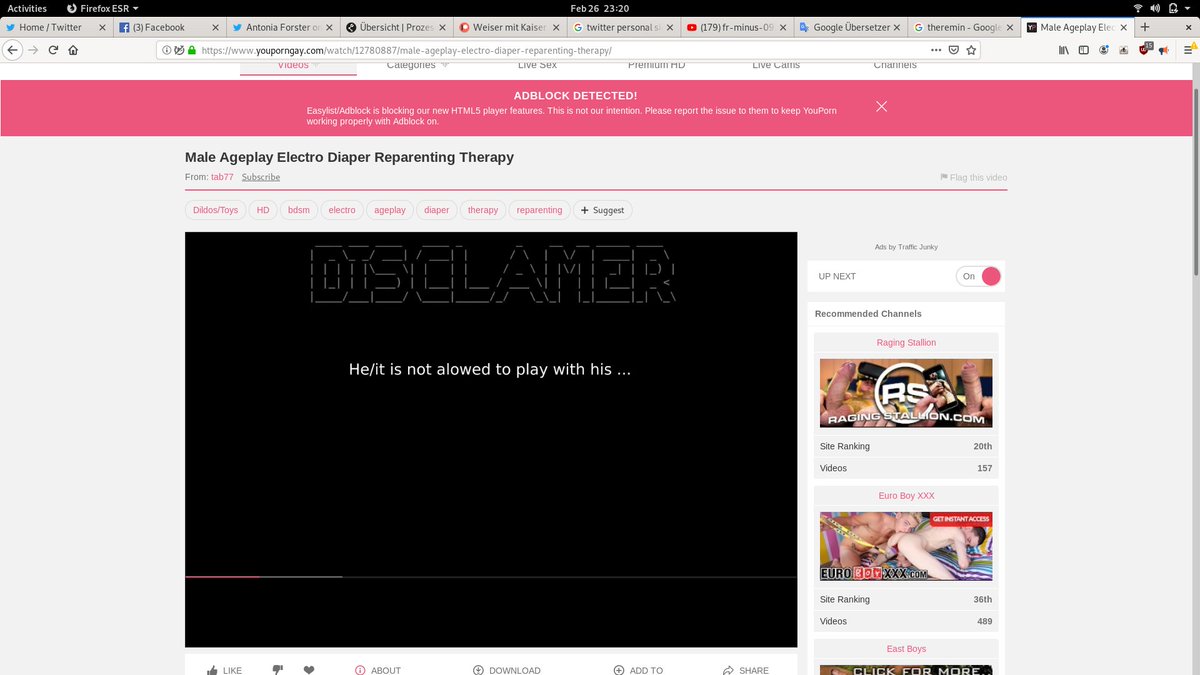 Activities Firefox ESR Feb 26 23:20
Home / Twitter (3) Facebook Antonia Forster on Übersicht | Prozes Weiser mit Kaiser twitter personal s (179) fr-minus-09 Google Übersetzer theremin - Google Male Ageplay Elec
https://www.youporngay.com/watch/12780887/male-ageplay-electro-diaper-reparenting-therapy/
Videos Categories Live Sex Premium HD Live Cams Channels
ADBLOCK DETECTED!
Easylist/Adblock is blocking our new HTML5 player features. This is not our intention. Please report the issue to them to keep YouPorn
working properly with Adblock on.
Male Ageplay Electro Diaper Reparenting Therapy
From: tab77 Subscribe Flag this video
Dildos/Toys HD bdsm electro ageplay diaper therapy reparenting + Suggest
DISCLAMER
He/it is not alowed to play with his ...
Ads by Traffic Junky
UP NEXT On
Recommended Channels
Raging Stallion
RS
RAGING STALLION.COM
Site Ranking 20th
Videos 157
Euro Boy XXX
GET INSTANT ACCESS
EURO BOY XXX.COM
Site Ranking 36th
Videos 489
East Boys
CLICK FOR MORE...
LIKE ABOUT DOWNLOAD ADD TO SHARE